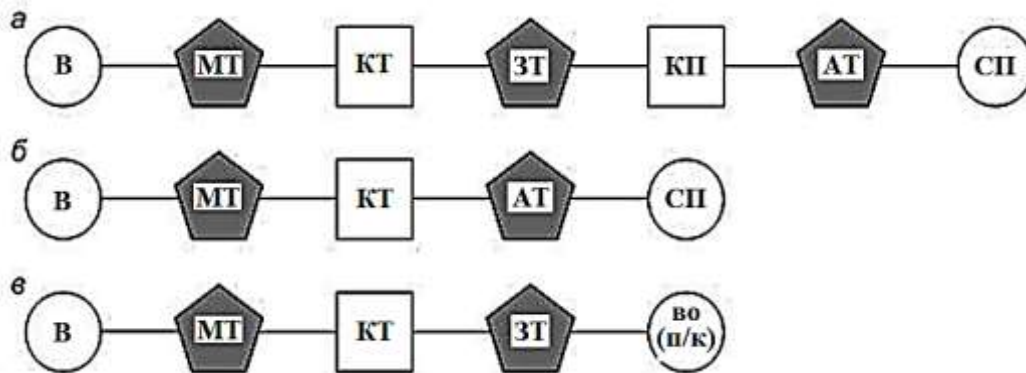 а
В МТ КТ ЗТ КП АТ СП
б
В МТ КТ АТ СП
в
В МТ КТ ЗТ во
(п/к)